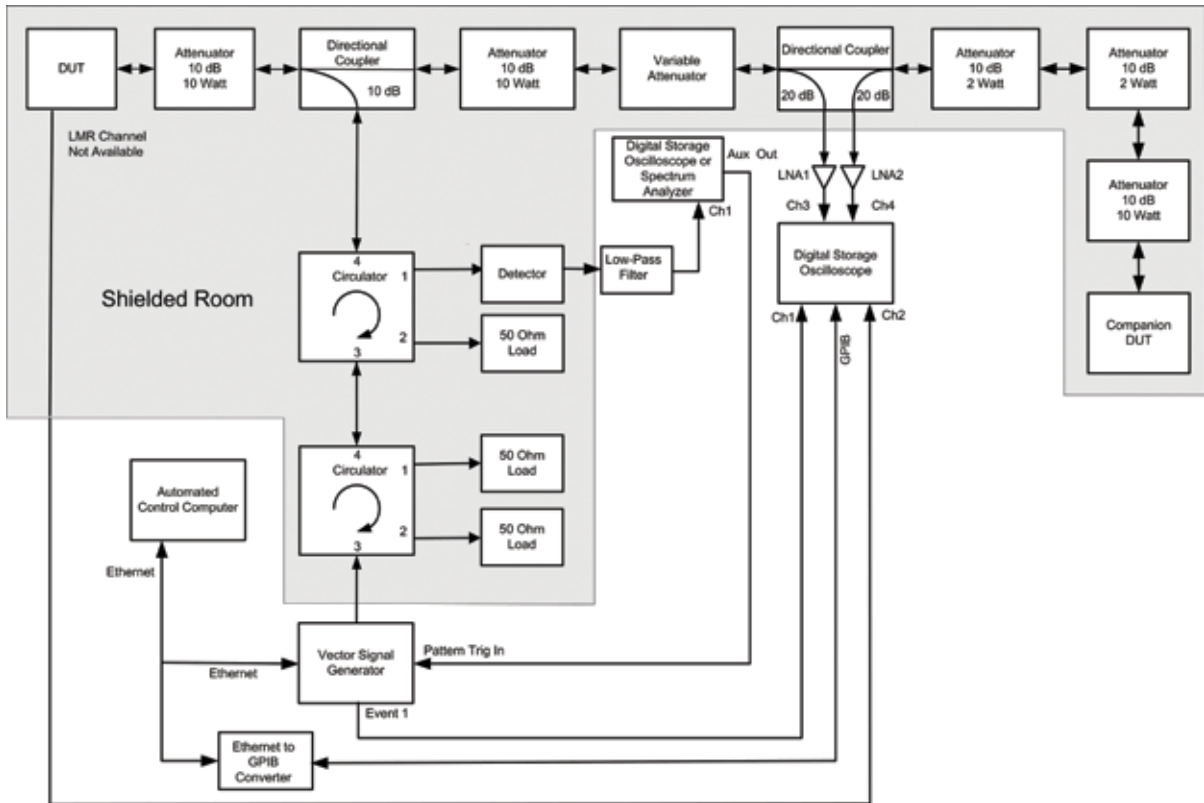 DUT
Attenuator
10 dB
10 Watt
Directional
Coupler
10 dB
Attenuator
10 dB
10 Watt
Variable
Attenuator
Directional Coupler
20 dB
20 dB
Attenuator
10 dB
2 Watt
Attenuator
10 dB
2 Watt
LMR Channel
Not Available
Digital Storage
Oscilloscope or
Spectrum
Analyzer
Aux Out
Ch1
LNA1
LNA2
Ch3
Ch4
Attenuator
10 dB
10 Watt
Shielded Room
4
Circulator
1
2
3
Detector
Low-Pass
Filter
50 Ohm
Load
Digital Storage
Oscilloscope
Ch1
GPIB
Ch2
Companion
DUT
4
Circulator
1
2
3
50 Ohm
Load
50 Ohm
Load
Automated
Control Computer
Ethernet
Ethernet
Vector Signal
Generator
Pattern Trig In
Event 1
Ethernet to
GPIB
Converter